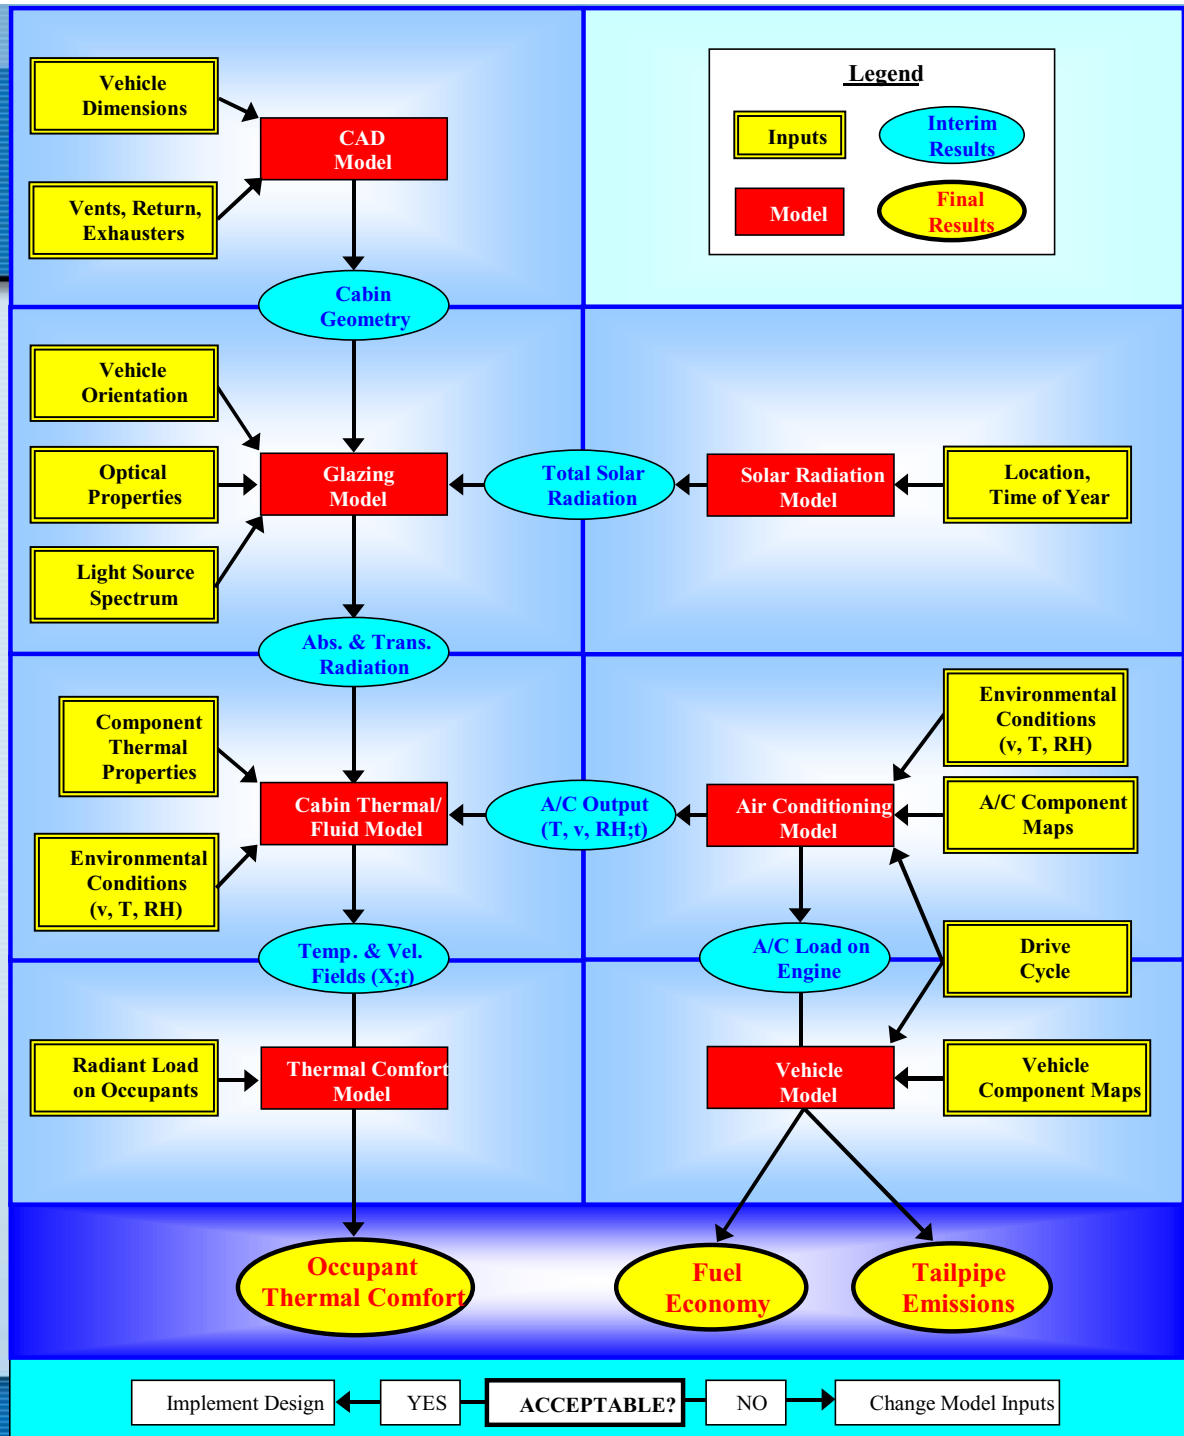 Vehicle
Dimensions
CAD
Model
Vents, Return,
Exhausters
Cabin
Geometry
Legend
Inputs
Interim
Results
Model
Final
Results
Vehicle
Orientation
Optical
Properties
Light Source
Spectrum
Glazing
Model
Total Solar
Radiation
Solar Radiation
Model
Location,
Time of Year
Abs. & Trans.
Radiation
Component
Thermal
Properties
Environmental
Conditions
(v, T, RH)
Cabin Thermal/
Fluid Model
A/C Output
(T, v, RH;t)
Air Conditioning
Model
Environmental
Conditions
(v, T, RH)
A/C Component
Maps
Temp. & Vel.
Fields (X;t)
A/C Load on
Engine
Drive
Cycle
Radiant Load
on Occupants
Thermal Comfort
Model
Vehicle
Model
Vehicle
Component Maps
Occupant
Thermal Comfort
Fuel
Economy
Tailpipe
Emissions
Implement Design
YES
ACCEPTABLE?
NO
Change Model Inputs